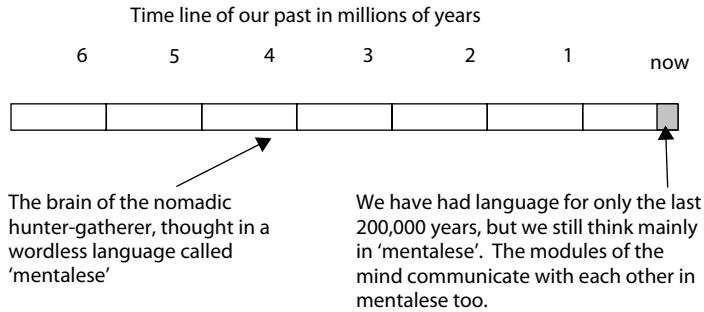 Time line of our past in millions of years
6 5 4 3 2 1 now
The brain of the nomadic
hunter-gatherer, thought in a
wordless language called
‘mentalese’
We have had language for only the last
200,000 years, but we still think mainly
in ‘mentalese’.  The modules of the
mind communicate with each other in
mentalese too.